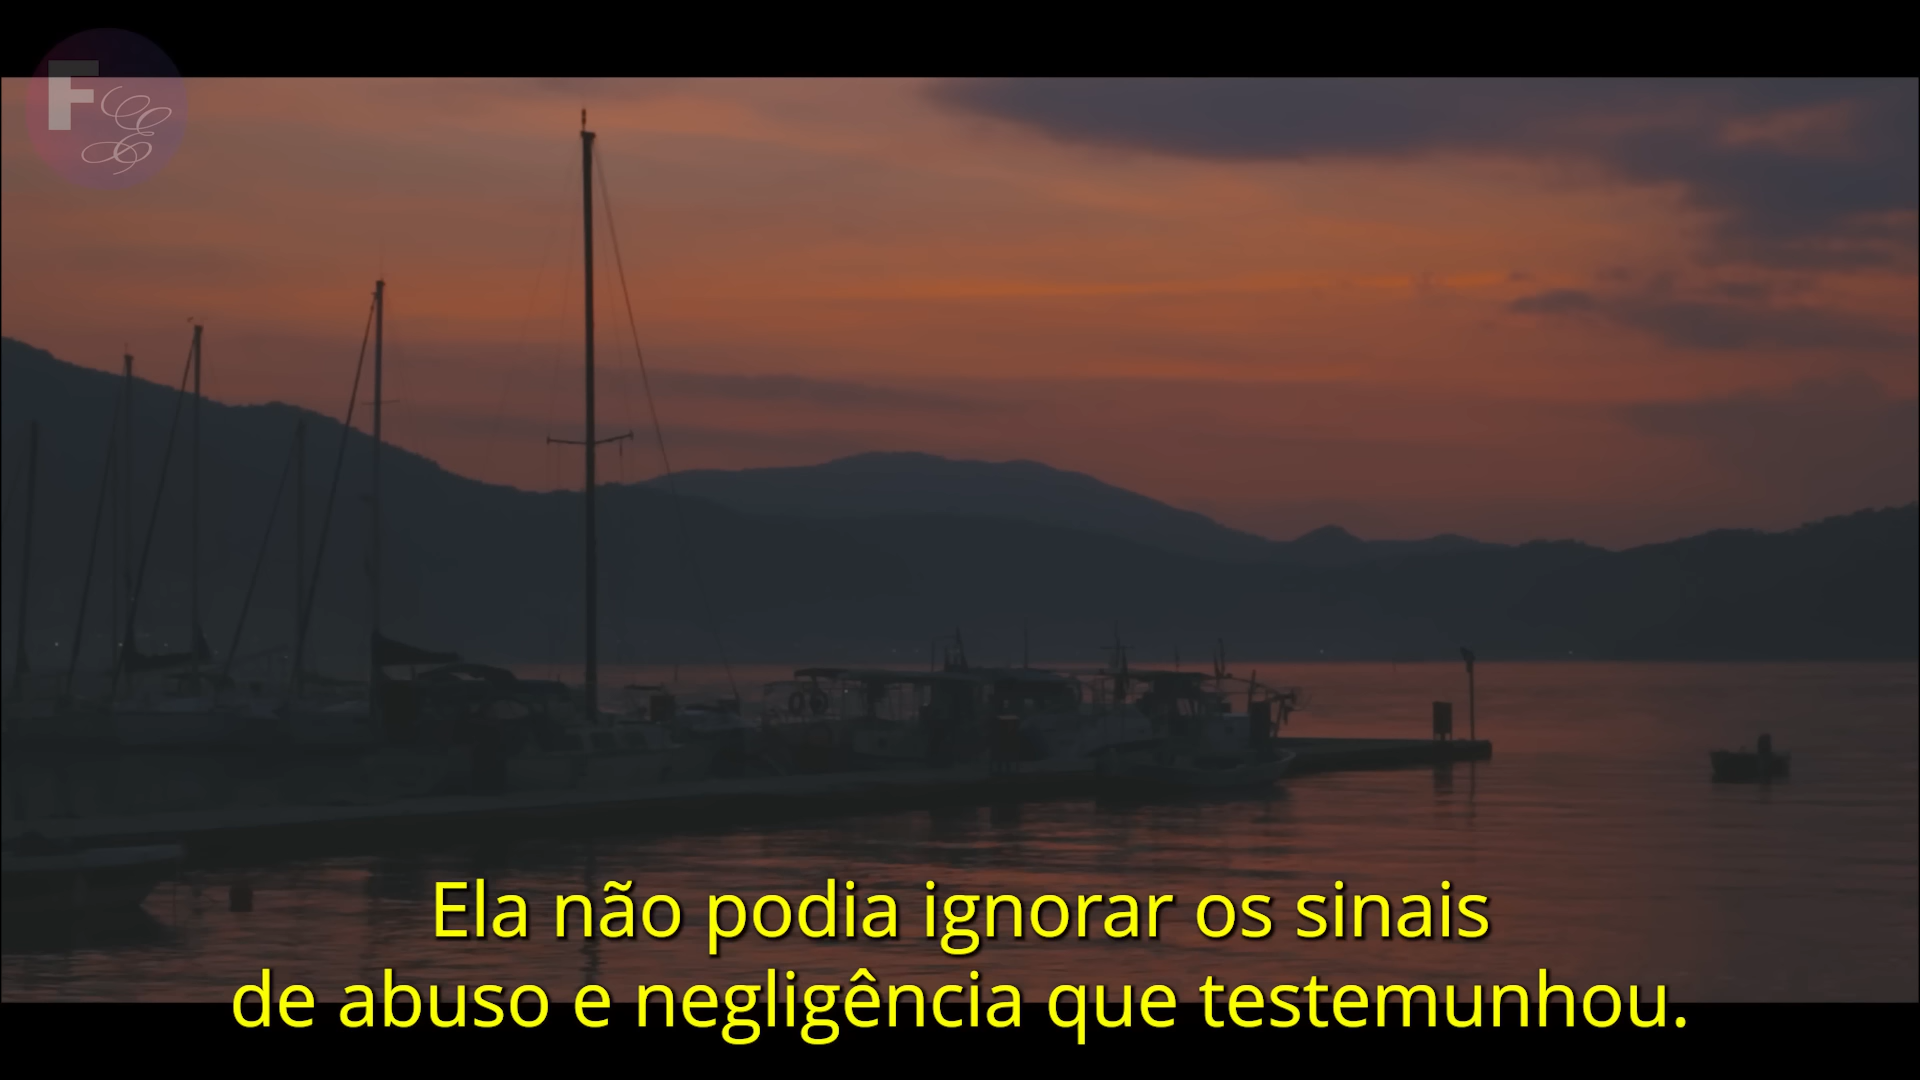 F
Ela não podia ignorar os sinais
de abuso e negligência que testemunhou.